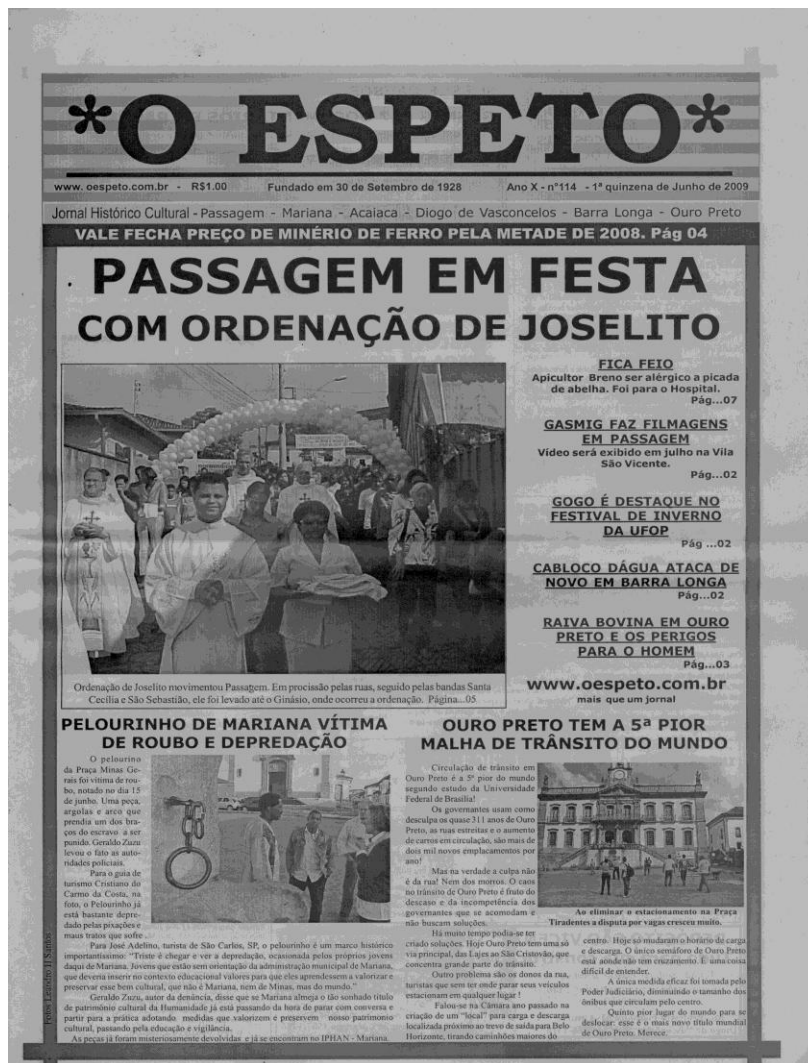 *O ESPETO*
www. oespeto.com.br - R$1.00 Fundado em 30 de Setembro de 1928 Ano X - nº114 - 1ª quinzena de Junho de 2009
Jornal Histórico Cultural - Passagem - Mariana - Acaiaca - Diogo de Vasconcelos - Barra Longa - Ouro Preto
VALE FECHA PREÇO DE MINÉRIO DE FERRO PELA METADE DE 2008. Pág 04
PASSAGEM EM FESTA
COM ORDENAÇÃO DE JOSELITO
Ordenação de Joselito movimentou Passagem. Em procissão pelas ruas, seguido pelas bandas Santa
Cecília e São Sebastião, ele foi levado até o Ginásio, onde ocorreu a ordenação. Página...05
FICA FEIO
Apicultor Breno ser alérgico a picada
de abelha. Foi para o Hospital.
Pág...07
GASMIG FAZ FILMAGENS
EM PASSAGEM
Vídeo será exibido em julho na Vila
São Vicente.
Pag...02
GOGO É DESTAQUE NO
FESTIVAL DE INVERNO
DA UFOP
Pág ...02
CABLOCO DÁGUA ATACA DE
NOVO EM BARRA LONGA
Pág...02
RAIVA BOVINA EM OURO
PRETO E OS PERIGOS
PARA O HOMEM
Pág...03
www.oespeto.com.br
mais que um jornal
PELOURINHO DE MARIANA VÍTIMA
DE ROUBO E DEPREDAÇÃO
O pelourino
da Praça Minas Ge-
rais foi vítima de rou-
bo, notado no dia 15
de junho. Uma peça,
argolas e arco que
prendia um dos bra-
ços do escravo a ser
punido. Geraldo Zuzu
levou o fato as auto-
ridades policiais.
Para o guia de
turismo Cristiano do
Carmo da Costa, na
foto, o Pelourinho já
está bastante depre-
dado pelas pixações e
maus tratos que sofre .
Para José Adelino, turista de São Carlos, SP, o pelourinho é um marco histórico
importantíssimo: “Triste é chegar e ver a depredação, ocasionada pelos próprios jovens
daqui de Mariana. Jovens que estão sem orientação da administração municipal de Mariana,
que deveria inserir no contexto educacional valores para que eles aprendessem a valorizar e
preservar esse bem cultural, que não é Mariana, nem de Minas, mas do mundo.”
Geraldo Zuzu, autor da denúncia, disse que se Mariana almeja o tão sonhado título
de patrimônio cultural da Humanidade já está passando da hora de parar com conversa e
partir para a prática adotando medidas que valorizem e preservem nosso patrimonio
cultural, passando pela educação e vigilância.
As peças já foram misteriosamente devolvidas e já se encontram no IPHAN - Mariana.
Fotos Leandro H Santos
OURO PRETO TEM A 5ª PIOR
MALHA DE TRÂNSITO DO MUNDO
Circulação de trânsito em
Ouro Preto é a 5ª pior do mundo
segundo estudo da Universidade
Federal de Brasília!
Os governantes usam como
desculpa os quase 311 anos de Ouro
Preto, as ruas estreitas e o aumento
de carros em circulação, são mais de
dois mil novos emplacamentos por
ano!
Mas na verdade a culpa não
é da rua! Nem dos morros. O caos
no trânsito de Ouro Preto é fruto do
descaso e da incompetência dos
governantes que se acomodam e
não buscam soluções.
Há muito tempo podia-se ter
criado soluções. Hoje Ouro Preto tem uma só
via principal, das Lajes ao São Cristovão, que
concentra grande parte do trânsito.
Outro problema são os donos da rua,
turistas que sem ter onde parar seus veículos
estacionam em qualquer lugar !
Falou-se na Câmara ano passado na
criação de um “local” para carga e descarga
localizada próximo ao trevo de saída para Belo
Horizonte, tirando caminhões maiores do
Ao eliminar o estacionamento na Praça
Tiradentes a disputa por vagas cresceu muito.
centro. Hoje só mudaram o horário de carga
e descarga. O único semáforo de Ouro Preto
está aonde não tem cruzamento. É uma coisa
difícil de entender.
A única medida eficaz foi tomada pelo
Poder Judiciário, diminuindo o tamanho dos
ônibus que circulam pelo centro.
Quinto pior lugar do mundo para se
deslocar: esse é o mais novo título mundial
de Ouro Preto. Merece.